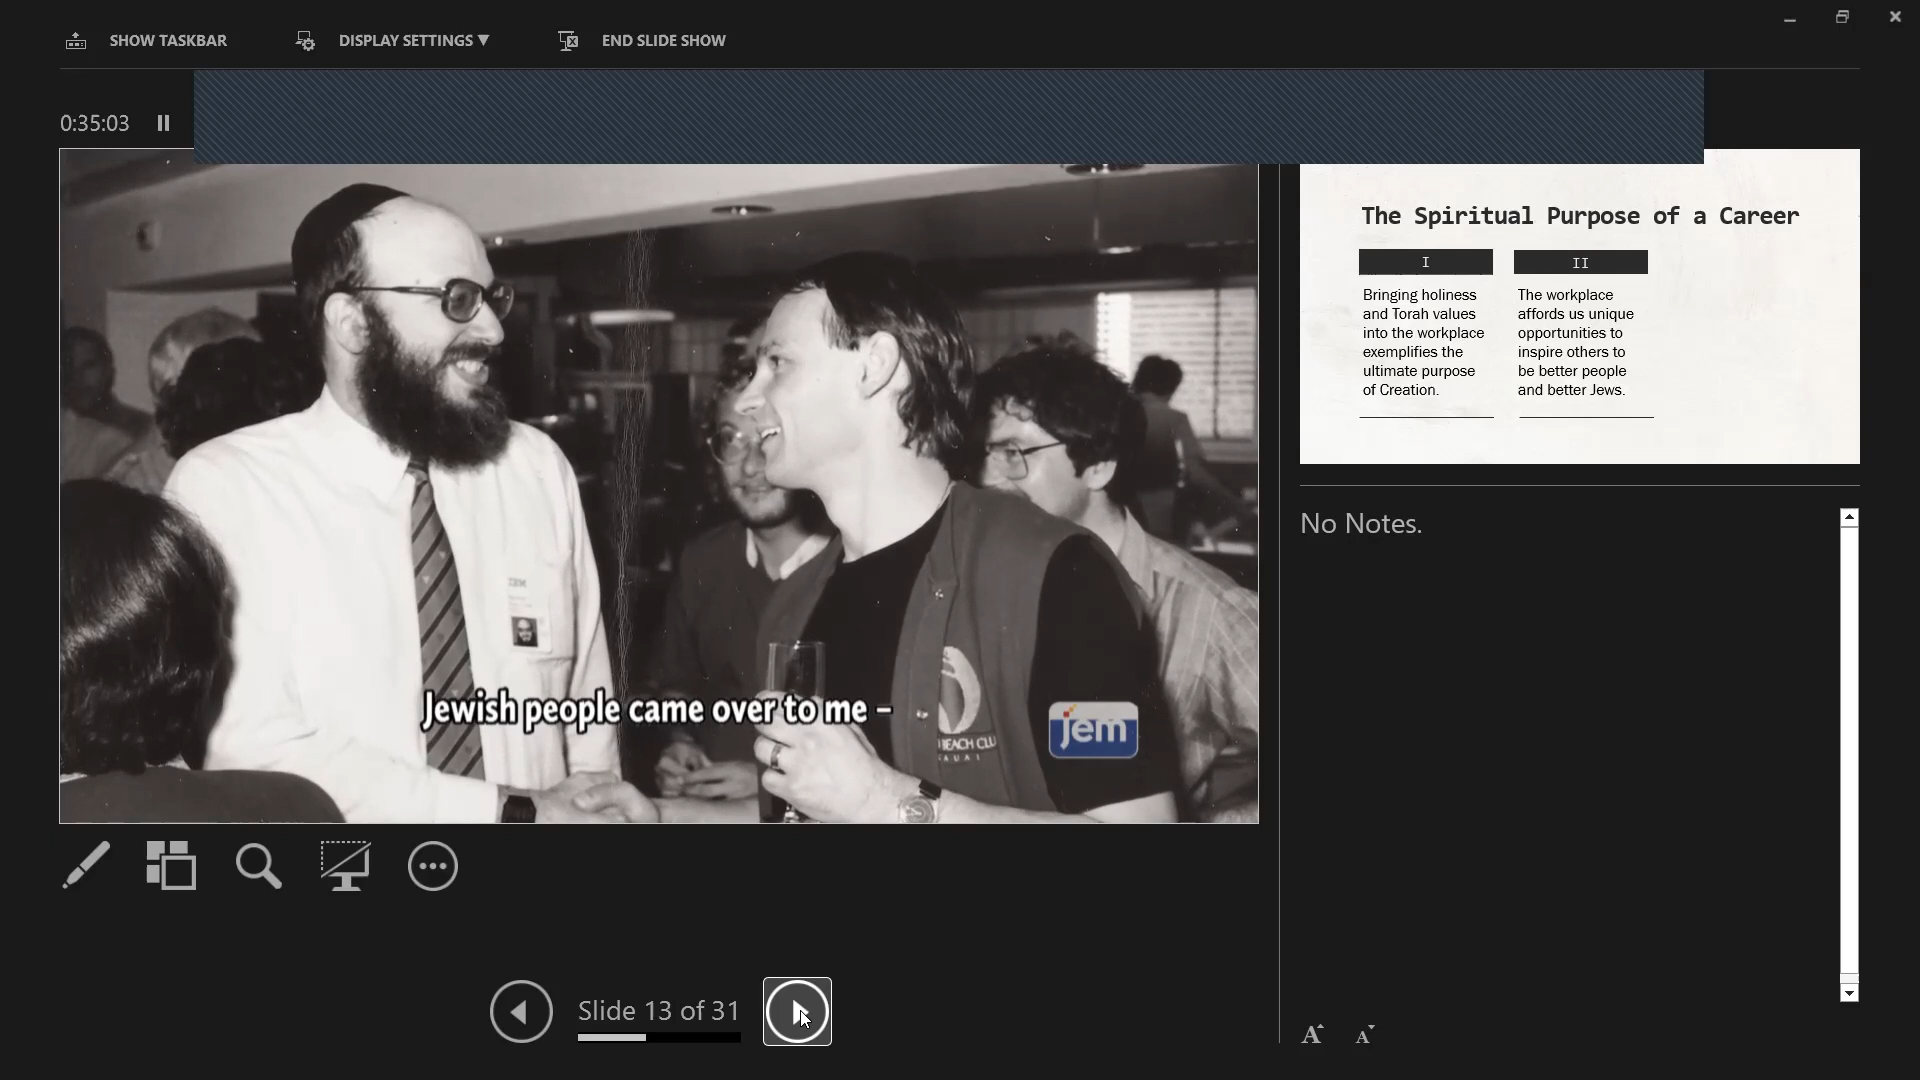 SHOW TASKBAR
DISPLAY SETTINGS ▼
END SLIDE SHOW
0:35:03
IBM
Jewish people came over to me –
BEACH CLU
jem
The Spiritual Purpose of a Career
I
Bringing holiness
and Torah values
into the workplace
exemplifies the
ultimate purpose
of Creation.
II
The workplace
affords us unique
opportunities to
inspire others to
be better people
and better Jews.
No Notes.
Slide 13 of 31
A
A